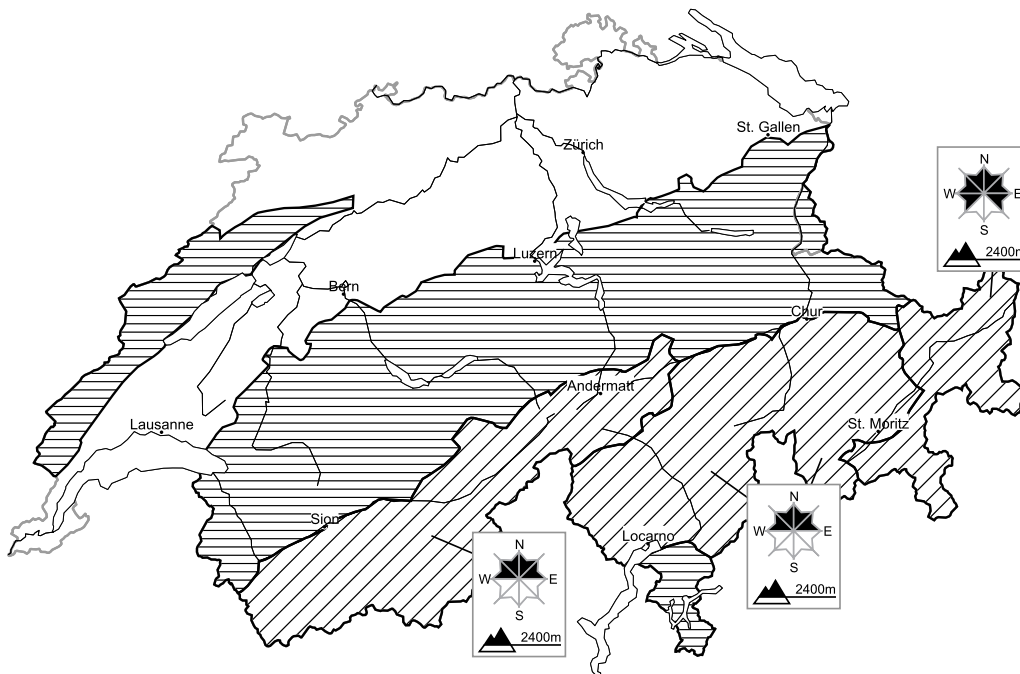 St. Gallen
Zürich
N
W E
S
2400m
Luzern
Bern
Chur
Andermatt
Lausanne
St. Moritz
N
W E
S
2400m
Sion
Locarno
N
W E
S
2400m